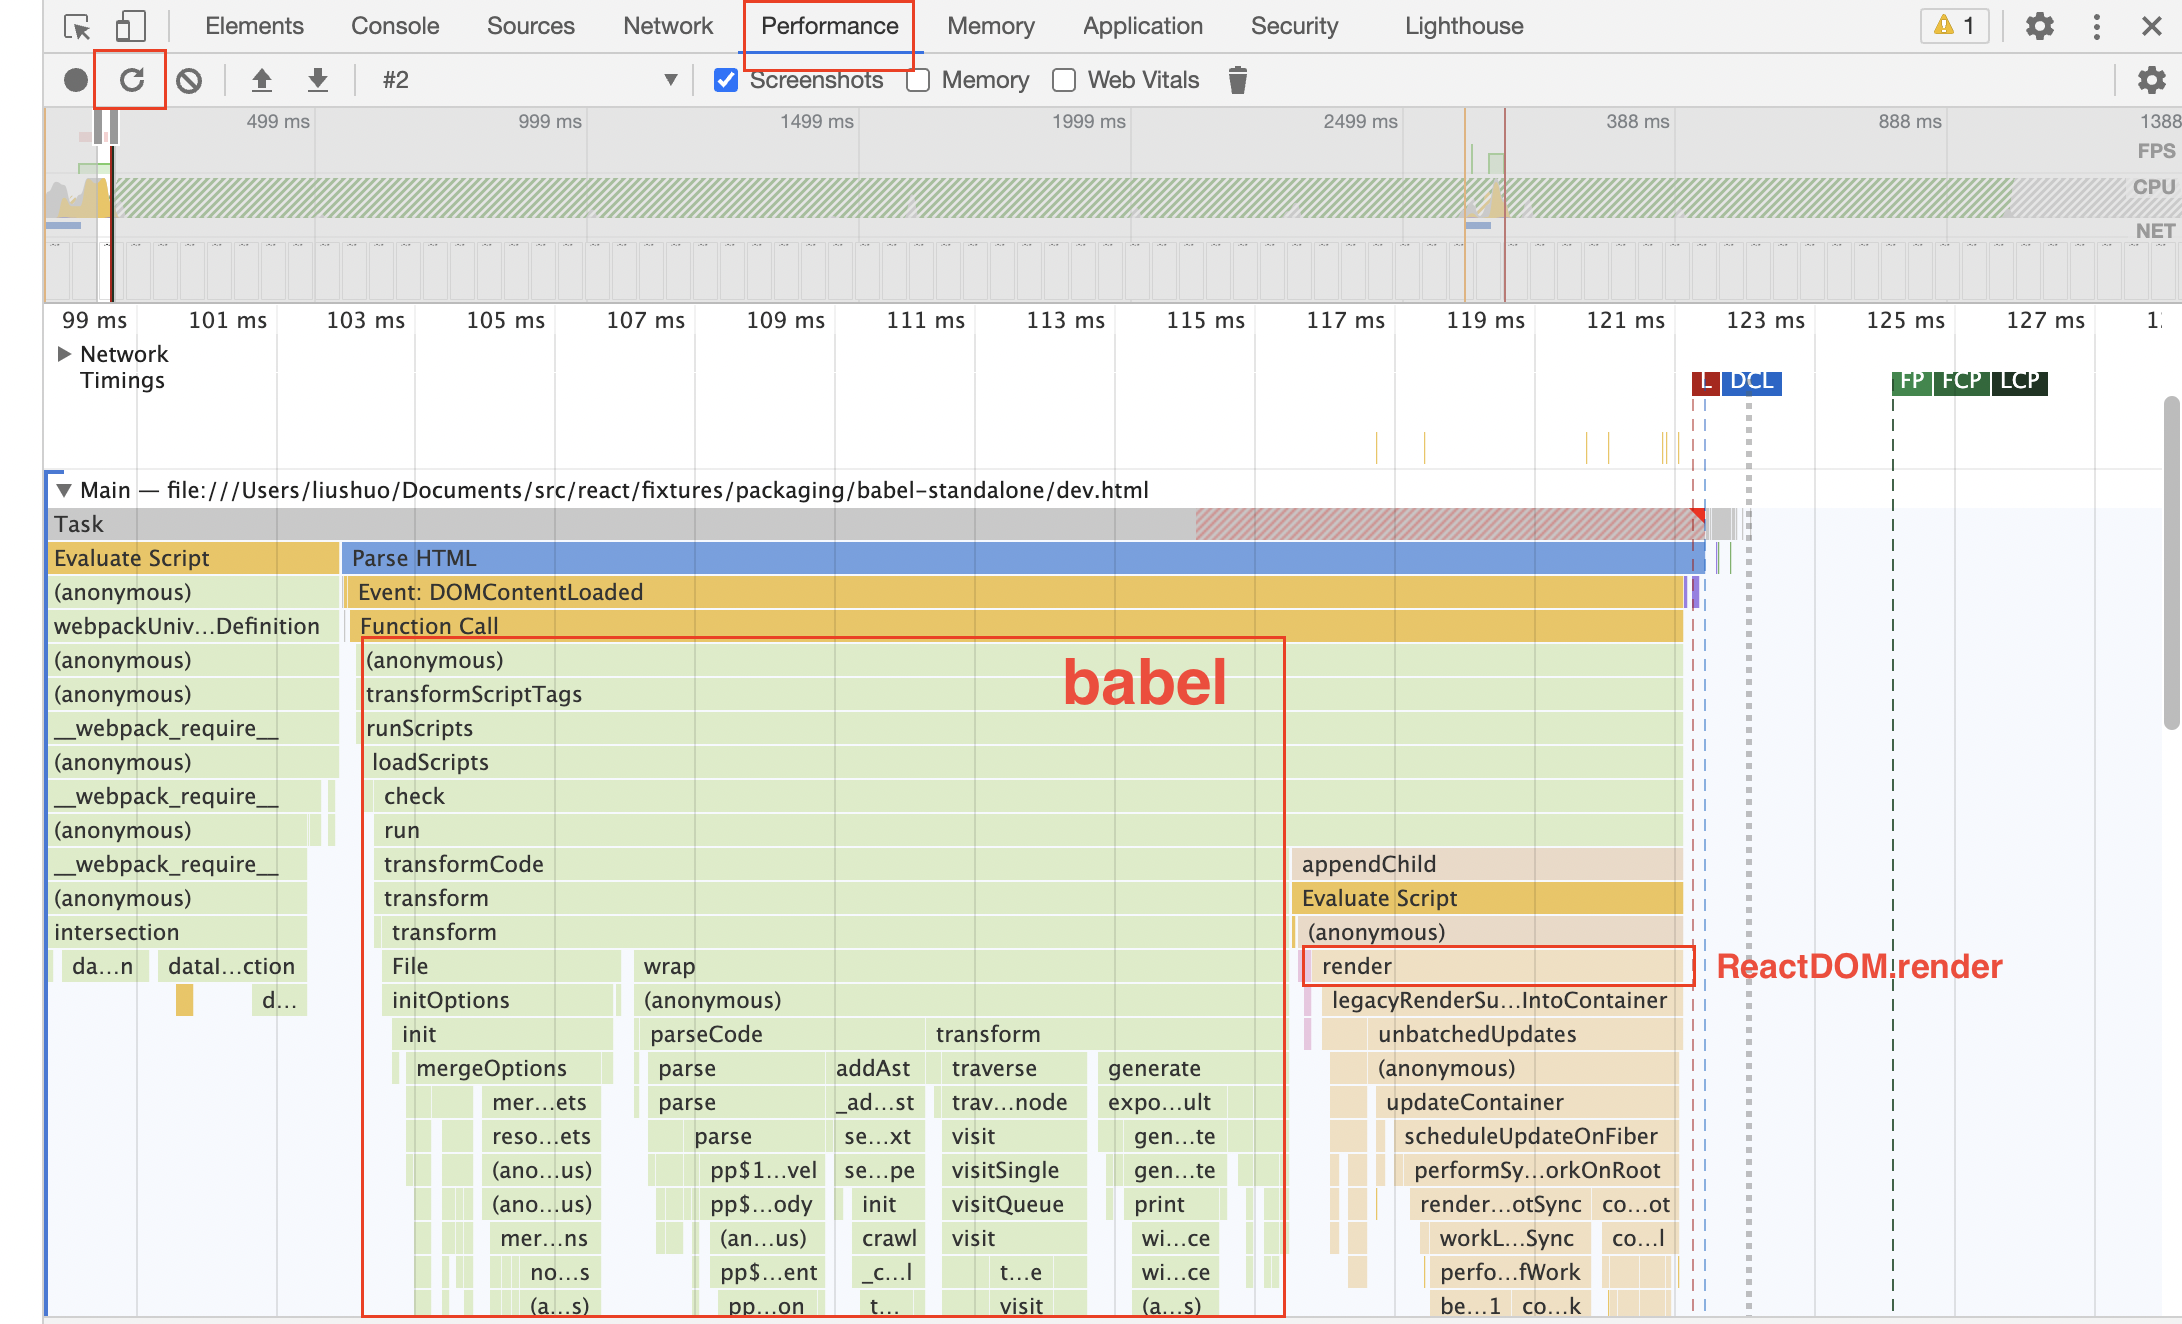 Elements Console Sources Network Performance Memory Application Security Lighthouse 1
#2 Screenshots Memory Web Vitals
499 ms 999 ms 1499 ms 1999 ms 2499 ms 388 ms 888 ms 1388
FPS
CPU
NET
99 ms 101 ms 103 ms 105 ms 107 ms 109 ms 111 ms 113 ms 115 ms 117 ms 119 ms 121 ms 123 ms 125 ms 127 ms
Network
Timings L DCL FP FCP LCP
Main — file:///Users/liushuo/Documents/src/react/fixtures/packaging/babel-standalone/dev.html
Task
Evaluate Script Parse HTML
(anonymous) Event: DOMContentLoaded
webpackUniv…Definition Function Call
(anonymous) (anonymous)
babel
(anonymous) transformScriptTags
__webpack_require__ runScripts
(anonymous) loadScripts
__webpack_require__ check
(anonymous) run
__webpack_require__ transformCode appendChild
(anonymous) transform Evaluate Script
intersection transform (anonymous)
da…n dataI…ction File wrap render ReactDOM.render
d… initOptions (anonymous) legacyRenderSu…IntoContainer
init parseCode transform unbatchedUpdates
mergeOptions parse addAst traverse generate (anonymous)
mer…ets parse _ad…st trav…node expo…ult updateContainer
reso…ets parse se…xt visit gen…te scheduleUpdateOnFiber
(ano…us) pp$1…vel se…pe visitSingle gen…te performSy…orkOnRoot
(ano…us) pp$…ody init visitQueue print render…otSync co…ot
mer…ns (an…us) crawl visit wi…ce workL…Sync co…l
no…s pp$…ent _c…l t…e wi…ce perfo…fWork
(a…s) pp…on t… visit (a…s) be…1 co…k